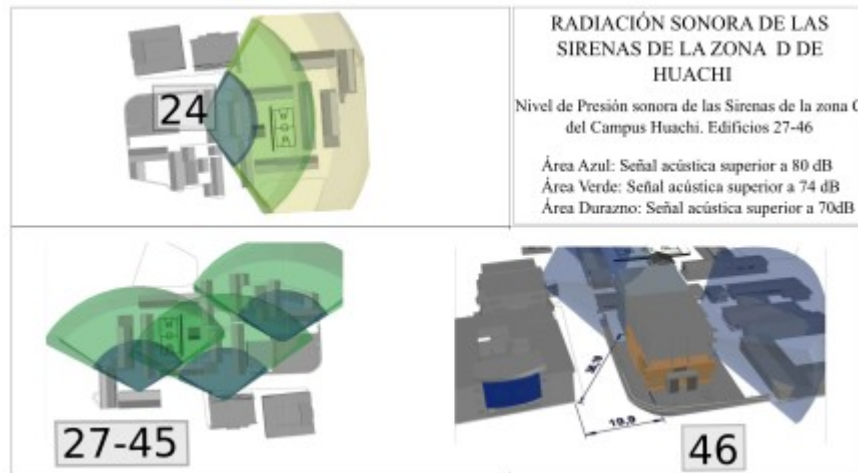 24
RADIACIÓN SONORA DE LAS
SIRENAS DE LA ZONA D DE
HUACHI
Nivel de Presión sonora de las Sirenas de la zona
del Campus Huachi. Edificios 27-46
Área Azul: Señal acústica superior a 80 dB
Área Verde: Señal acústica superior a 74 dB
Área Durazno: Señal acústica superior a 70dB
27-45
19,9
46